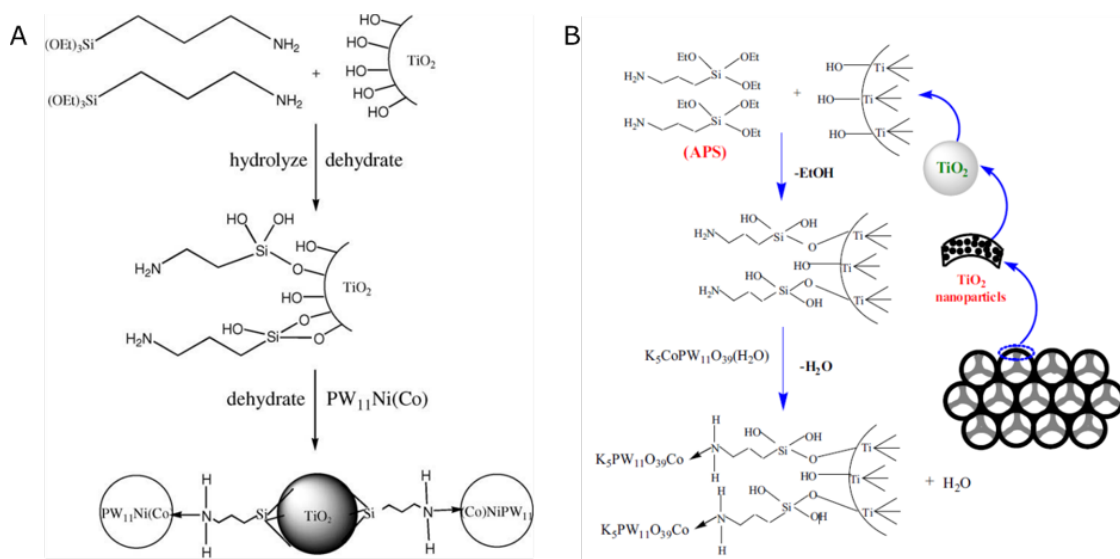 A
(OEt)₃Si NH₂
(OEt)₃Si NH₂
+
HO
HO
HO
HO
HO
HO
TiO₂
hydrolyze dehydrate
HO OH
Si
H₂N
O
HO
HO
TiO₂
HO
O
Si
O
H₂N
dehydrate PW₁₁Ni(Co)
H
PW₁₁Ni(Co
N
H
Si
TiO₂
Si
H
N
H
Co)NiPW₁₁
B
EtO OEt
H₂N Si
OEt
EtO OEt
H₂N Si
OEt
(APS)
+
HO Ti
HO Ti
HO Ti
TiO₂
-EtOH
HO OH
H₂N Si
O Ti
HO Ti
HO O
H₂N Si
OH Ti
TiO₂
nanoparticls
K₅CoPW₁₁O₃₉(H₂O)
-H₂O
H
K₅PW₁₁O₃₉Co N
H
HO OH
Si
O Ti
HO Ti
+ H₂O
H
K₅PW₁₁O₃₉Co N
H
HO O
Si
OH Ti